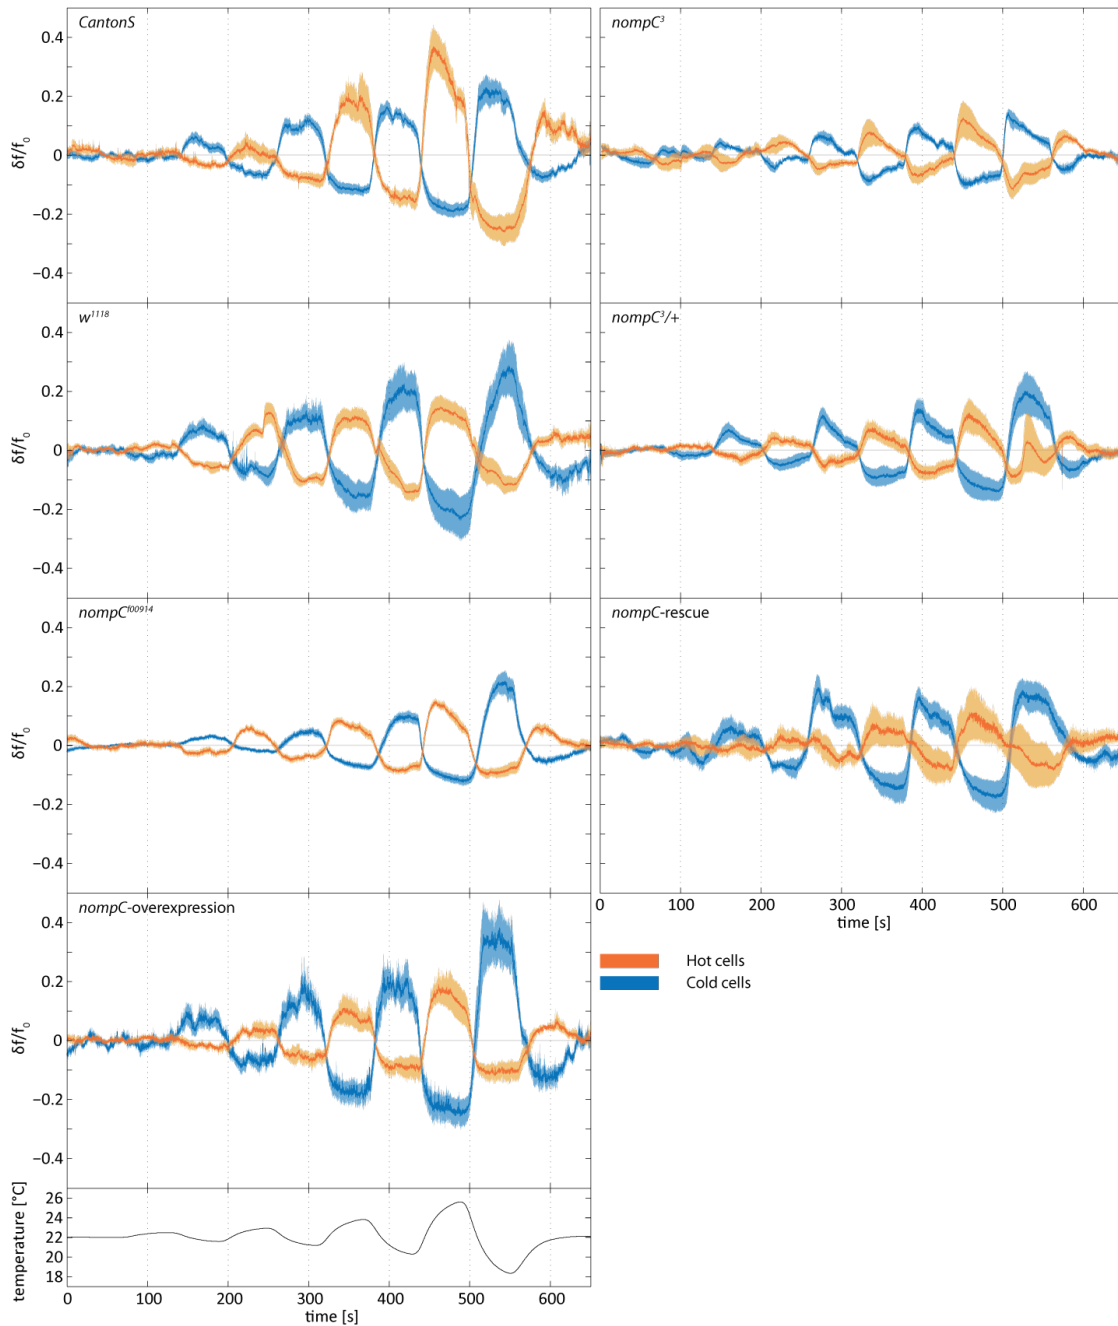 CantonS
0.4
0.2
0
−0.2
−0.4
δf/f₀
nompC³
w¹¹¹⁸
0.4
0.2
0
−0.2
−0.4
δf/f₀
nompC³/+
nompCᶠ⁰⁰⁹¹⁴
0.4
0.2
0
−0.2
−0.4
δf/f₀
nompC-rescue
0 100 200 300 400 500 600
time [s]
nompC-overexpression
0.4
0.2
0
−0.2
−0.4
δf/f₀
Hot cells
Cold cells
temperature [°C]
26
24
22
20
18
0 100 200 300 400 500 600
time [s]